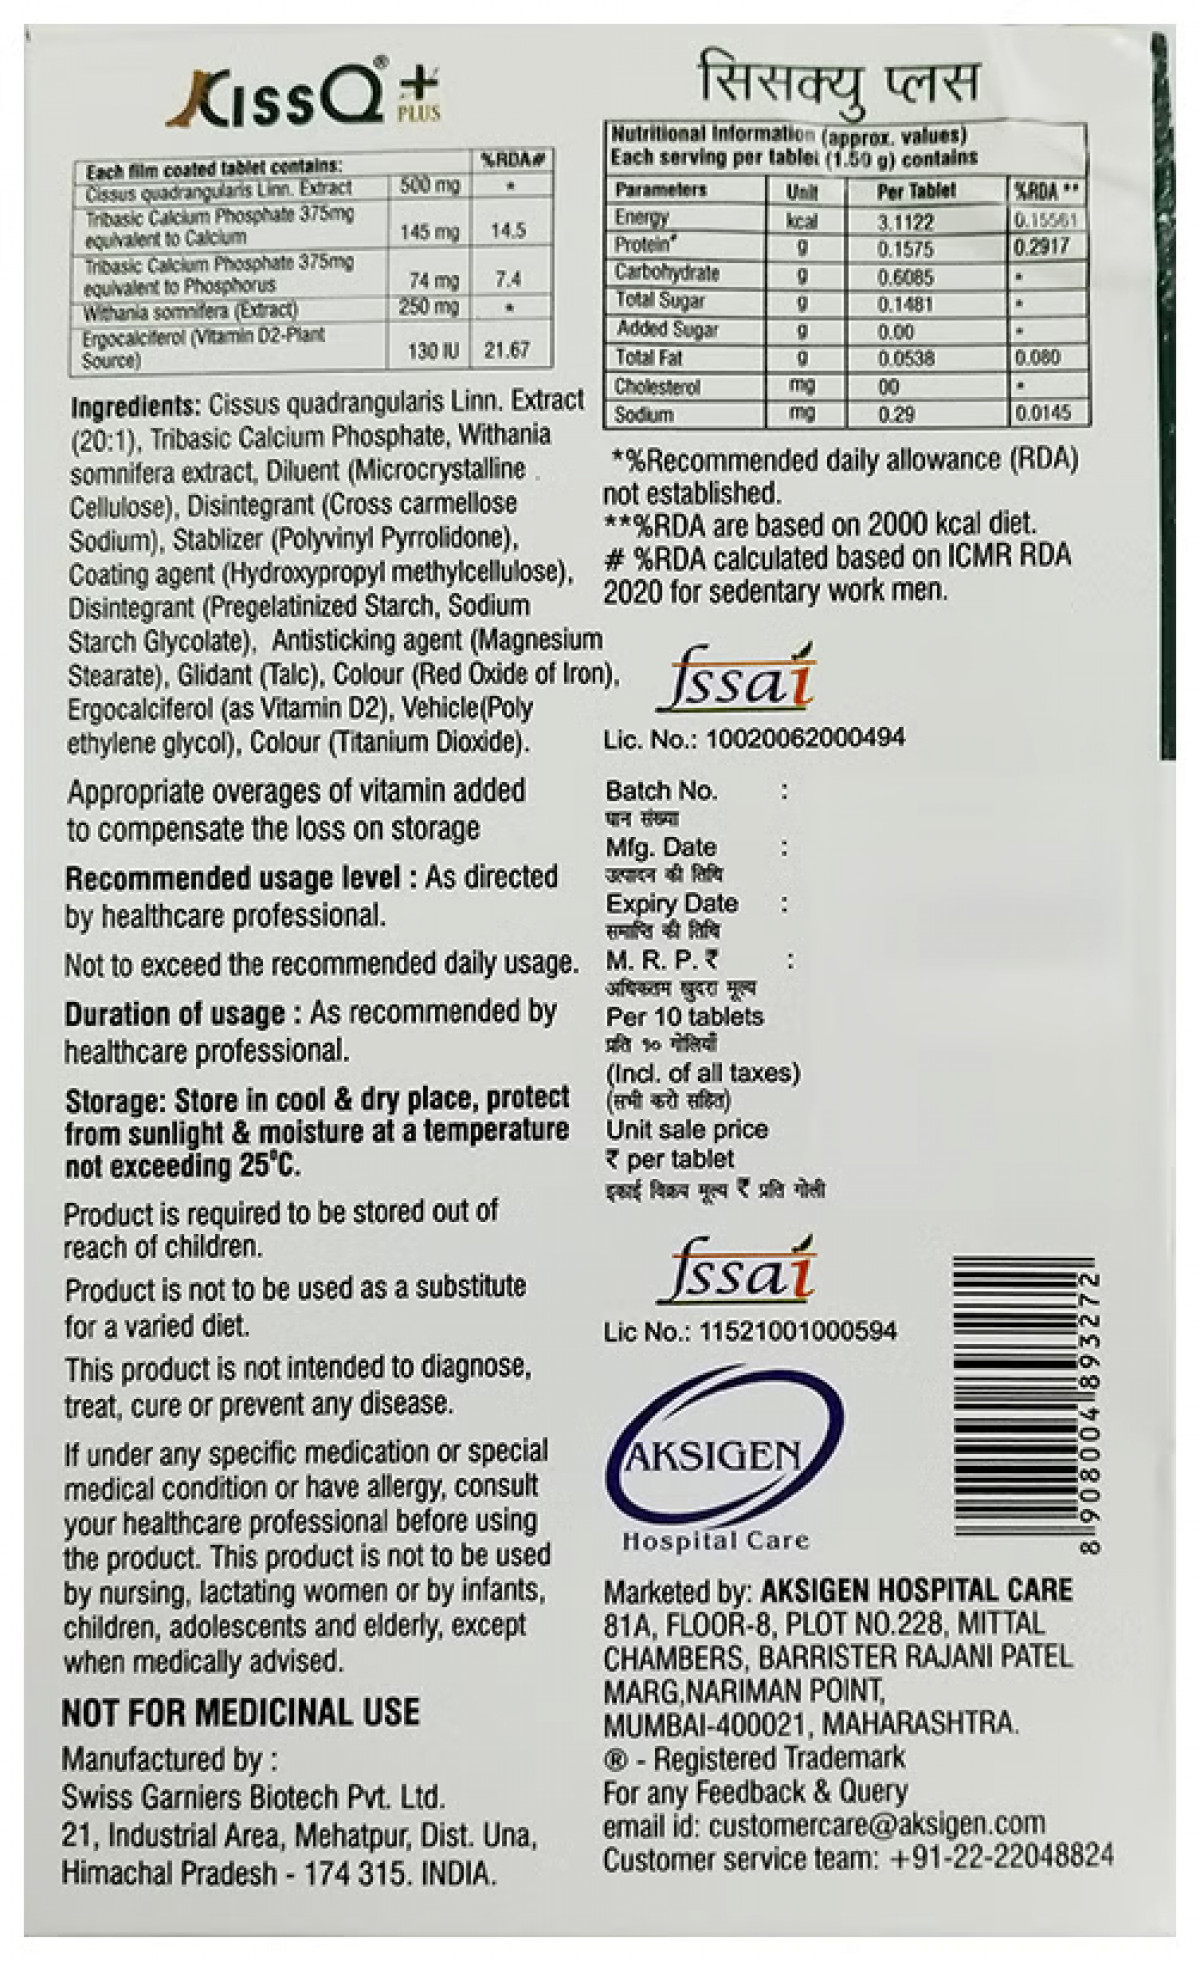 KissQ® + PLUS
Each film coated tablet contains: %RDA#
Cissus quadrangularis Linn. Extract 500 mg *
Tribasic Calcium Phosphate 375mg
equivalent to Calcium 145 mg 14.5
Tribasic Calcium Phosphate 375mg
equivalent to Phosphorus 74 mg 7.4
Withania somnifera (Extract) 250 mg *
Ergocalciferol (Vitamin D2-Plant
Source) 130 IU 21.67
Ingredients: Cissus quadrangularis Linn. Extract
(20:1), Tribasic Calcium Phosphate, Withania
somnifera extract, Diluent (Microcrystalline
Cellulose), Disintegrant (Cross carmellose
Sodium), Stablizer (Polyvinyl Pyrrolidone),
Coating agent (Hydroxypropyl methylcellulose),
Disintegrant (Pregelatinized Starch, Sodium
Starch Glycolate), Antisticking agent (Magnesium
Stearate), Glidant (Talc), Colour (Red Oxide of Iron),
Ergocalciferol (as Vitamin D2), Vehicle(Poly
ethylene glycol), Colour (Titanium Dioxide).
Appropriate overages of vitamin added
to compensate the loss on storage
Recommended usage level : As directed
by healthcare professional.
Not to exceed the recommended daily usage.
Duration of usage : As recommended by
healthcare professional.
Storage: Store in cool & dry place, protect
from sunlight & moisture at a temperature
not exceeding 25°C.
Product is required to be stored out of
reach of children.
Product is not to be used as a substitute
for a varied diet.
This product is not intended to diagnose,
treat, cure or prevent any disease.
If under any specific medication or special
medical condition or have allergy, consult
your healthcare professional before using
the product. This product is not to be used
by nursing, lactating women or by infants,
children, adolescents and elderly, except
when medically advised.
NOT FOR MEDICINAL USE
Manufactured by :
Swiss Garniers Biotech Pvt. Ltd.
21, Industrial Area, Mehatpur, Dist. Una,
Himachal Pradesh - 174 315. INDIA.
सिसक्यु प्लस
Nutritional Information (approx. values)
Each serving per tablet (1.50 g) contains
Parameters Unit Per Tablet %RDA **
Energy kcal 3.1122 0.15561
Protein* g 0.1575 0.2917
Carbohydrate g 0.6085 *
Total Sugar g 0.1481 *
Added Sugar g 0.00 *
Total Fat g 0.0538 0.080
Cholesterol mg 00 *
Sodium mg 0.29 0.0145
*%Recommended daily allowance (RDA)
not established.
**%RDA are based on 2000 kcal diet.
# %RDA calculated based on ICMR RDA
2020 for sedentary work men.
fssai
Lic. No.: 10020062000494
Batch No. :
घान संख्या
Mfg. Date :
उत्पादन की तिथि
Expiry Date :
समाप्ति की तिथि
M. R. P. ₹ :
अधिकतम खुदरा मूल्य
Per 10 tablets
प्रति १० गोलियाँ
(Incl. of all taxes)
(सभी करो सहित)
Unit sale price
₹ per tablet
इकाई विक्रय मूल्य ₹ प्रति गोली
fssai
Lic No.: 11521001000594
AKSIGEN
Hospital Care
8 908004 893272
Marketed by: AKSIGEN HOSPITAL CARE
81A, FLOOR-8, PLOT NO.228, MITTAL
CHAMBERS, BARRISTER RAJANI PATEL
MARG,NARIMAN POINT,
MUMBAI-400021, MAHARASHTRA.
® - Registered Trademark
For any Feedback & Query
email id: customercare@aksigen.com
Customer service team: +91-22-22048824